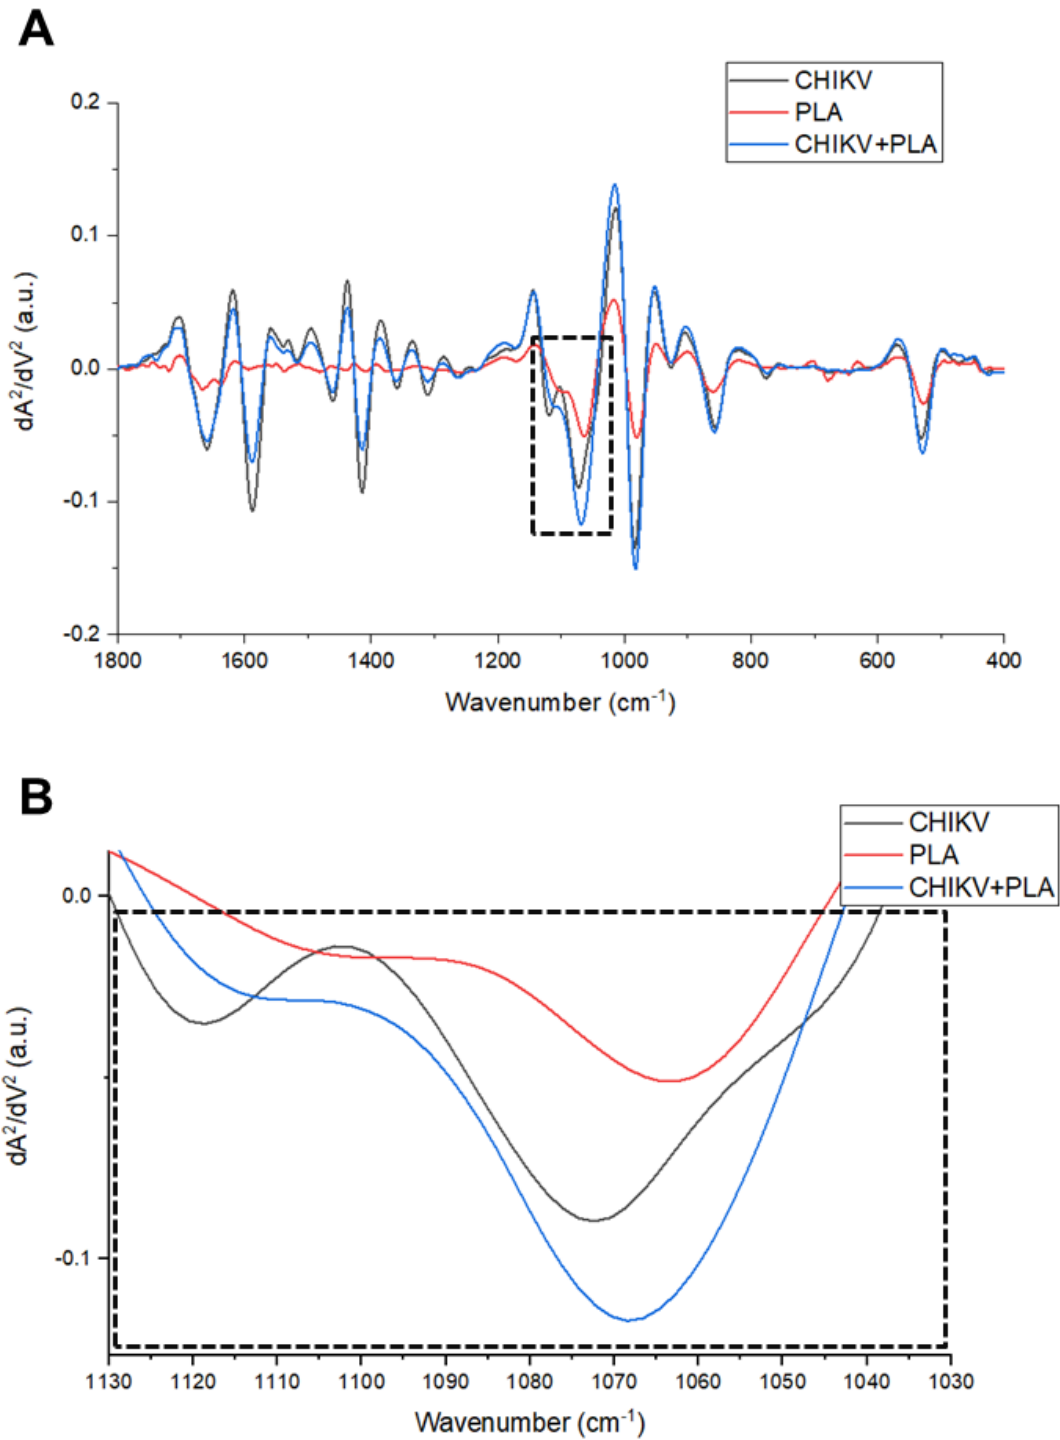 A
CHIKV
PLA
CHIKV+PLA
0.2
0.1
0.0
-0.1
-0.2
dA²/dV² (a.u.)
1800 1600 1400 1200 1000 800 600 400
Wavenumber (cm⁻¹)
B
CHIKV
PLA
CHIKV+PLA
0.0
-0.1
dA²/dV² (a.u.)
1130 1120 1110 1100 1090 1080 1070 1060 1050 1040 1030
Wavenumber (cm⁻¹)